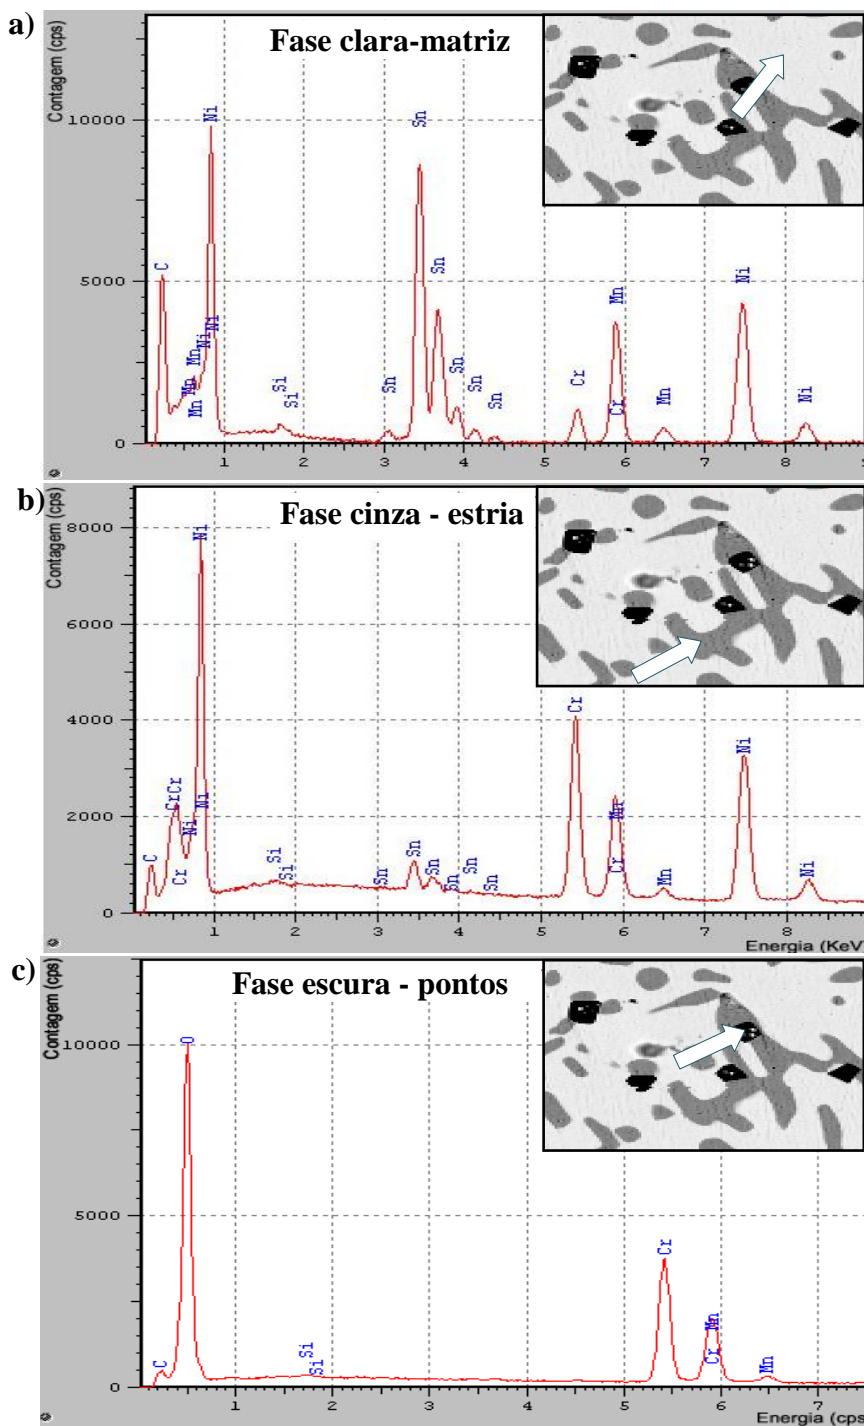 a)
Fase clara-matriz
Contagem (cps)
10000
5000
0
C
Mn
Mn
Mn
Ni
Ni
Ni
Si
Si
Sn
Sn
Sn
Sn
Sn
Sn
Cr
Mn
Cr
Mn
Ni
Ni
1 2 3 4 5 6 7 8
b)
Fase cinza - estria
Contagem (cps)
8000
6000
4000
2000
0
C
CrCr
Cr
Ni
Ni
Ni
Si
Si
Sn
Sn
Sn
Sn
Sn
Sn
Cr
Mn
Cr
Mn
Ni
Ni
1 2 3 4 5 6 7 8
Energia (KeV)
c)
Fase escura - pontos
Contagem (cps)
10000
5000
0
C
O
Si
Si
Cr
Mn
Cr
Mn
1 2 3 4 5 6 7
Energia (cps